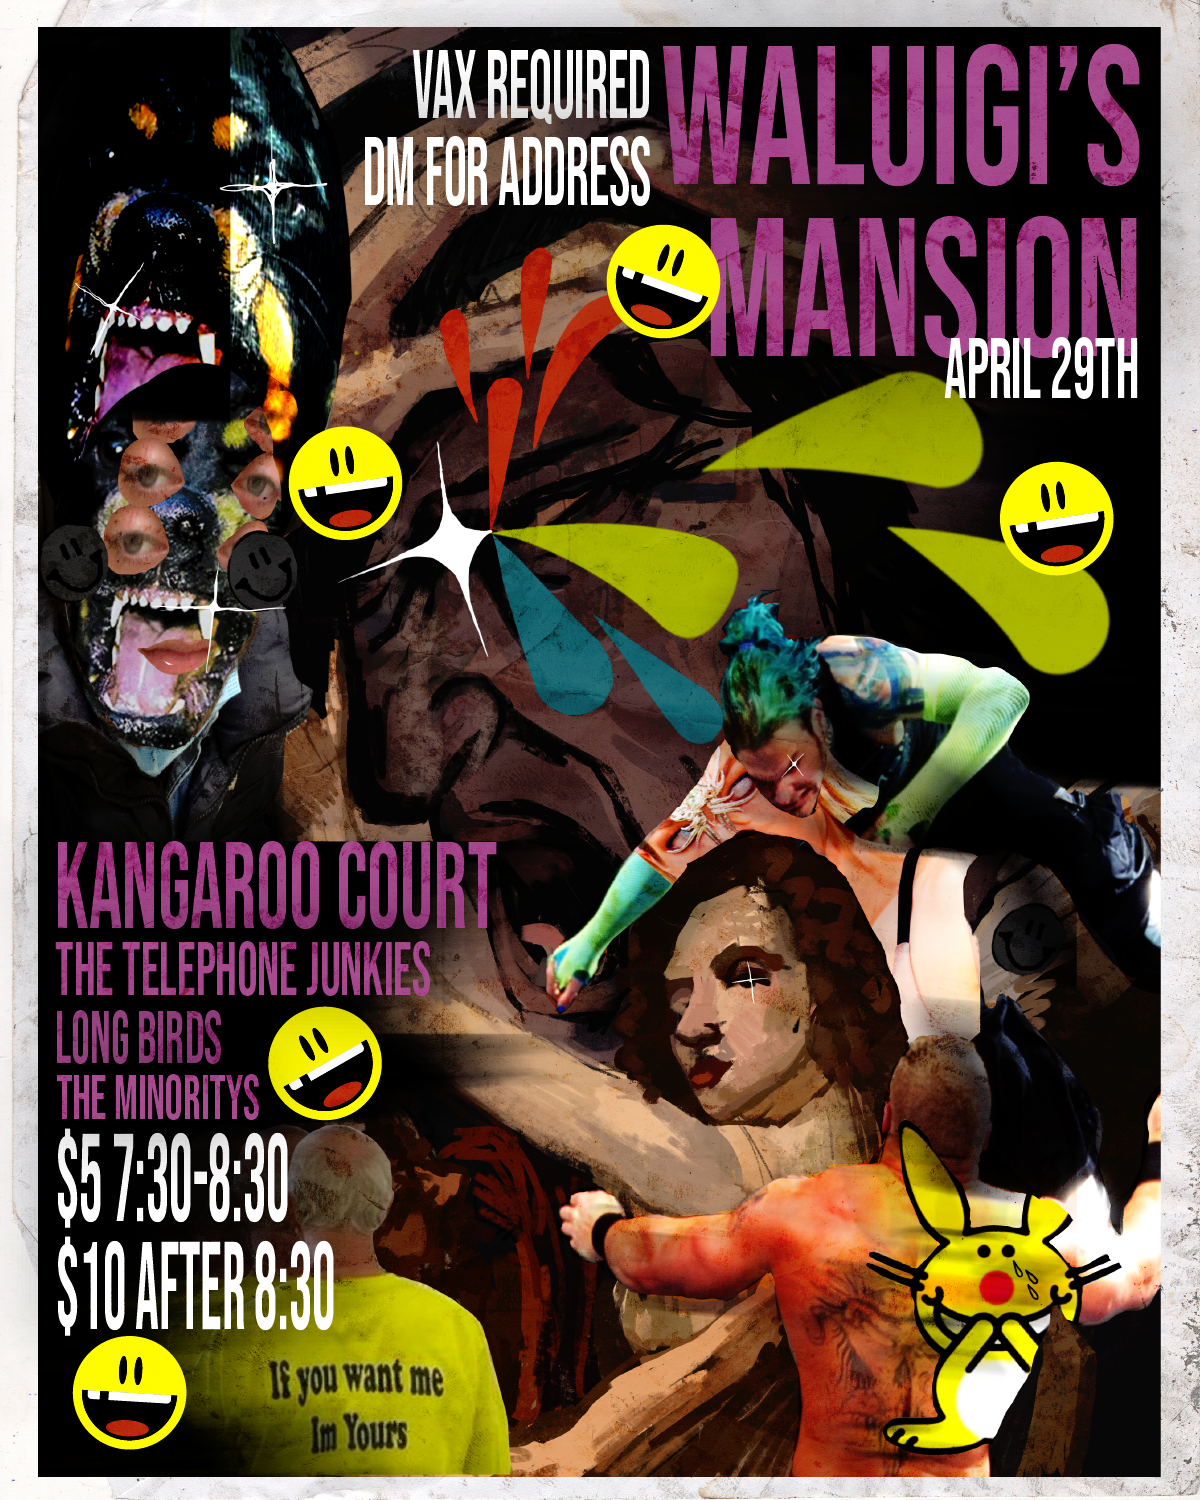 VAX REQUIRED
DM FOR ADDRESS
WALUIGI'S
MANSION
APRIL 29TH
KANGAROO COURT
THE TELEPHONE JUNKIES
LONG BIRDS
THE MINORITYS
$5 7:30-8:30
$10 AFTER 8:30
If you want me
Im Yours